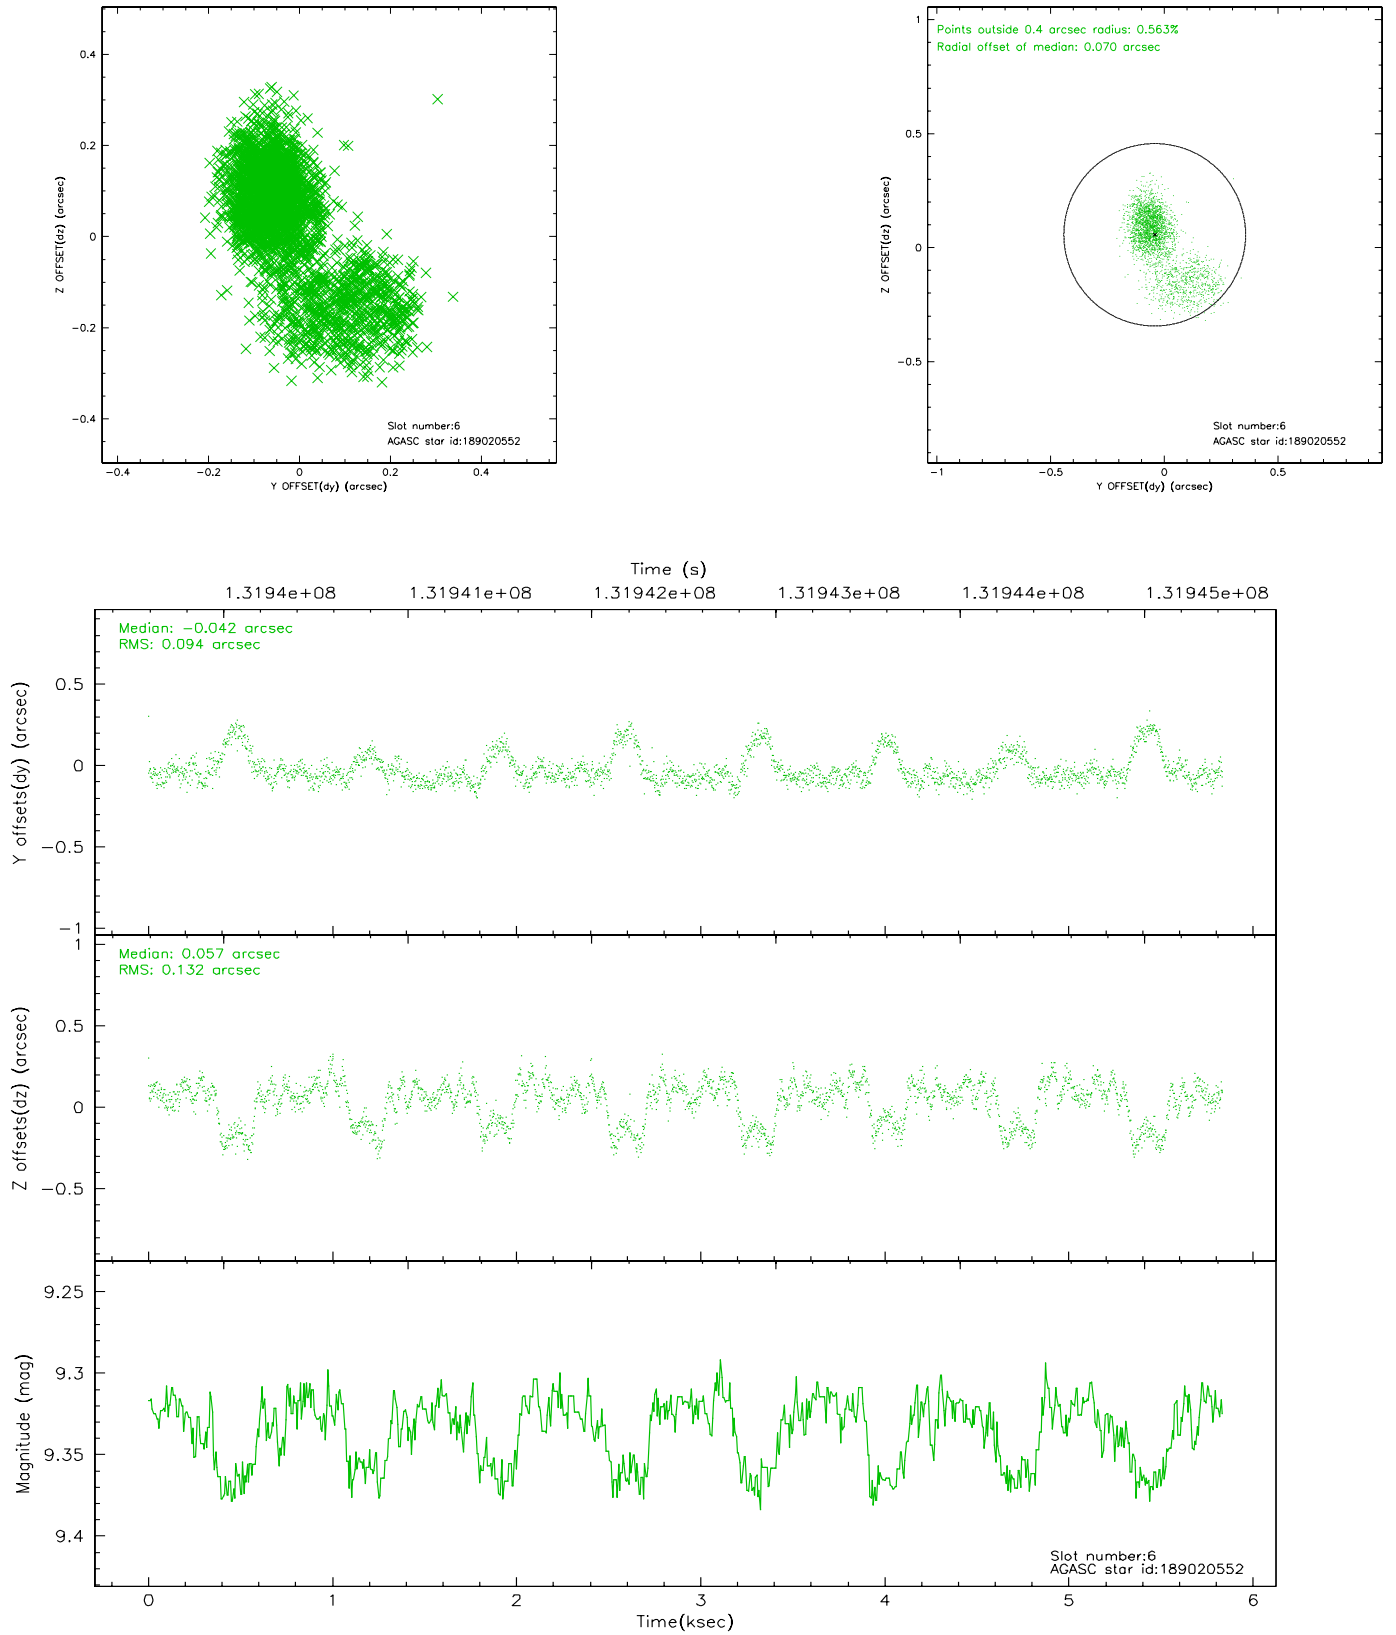 0.4
0.2
0
−0.2
−0.4
Z OFFSET(dz) (arcsec)
Slot number:6
AGASC star id:189020552
−0.4
−0.2
0
0.2
0.4
Y OFFSET(dy) (arcsec)
Points outside 0.4 arcsec radius: 0.563%
Radial offset of median: 0.070 arcsec
1
0.5
0
−0.5
Z OFFSET(dz) (arcsec)
Slot number:6
AGASC star id:189020552
−1
−0.5
0
0.5
Y OFFSET(dy) (arcsec)
Time (s)
1.3194e+08
1.31941e+08
1.31942e+08
1.31943e+08
1.31944e+08
1.31945e+08
Median: −0.042 arcsec
RMS: 0.094 arcsec
0.5
0
−0.5
−1
Y offsets(dy) (arcsec)
Median: 0.057 arcsec
RMS: 0.132 arcsec
1
0.5
0
−0.5
Z offsets(dz) (arcsec)
9.25
9.3
9.35
9.4
Magnitude (mag)
Slot number:6
AGASC star id:189020552
0
1
2
3
4
5
6
Time(ksec)